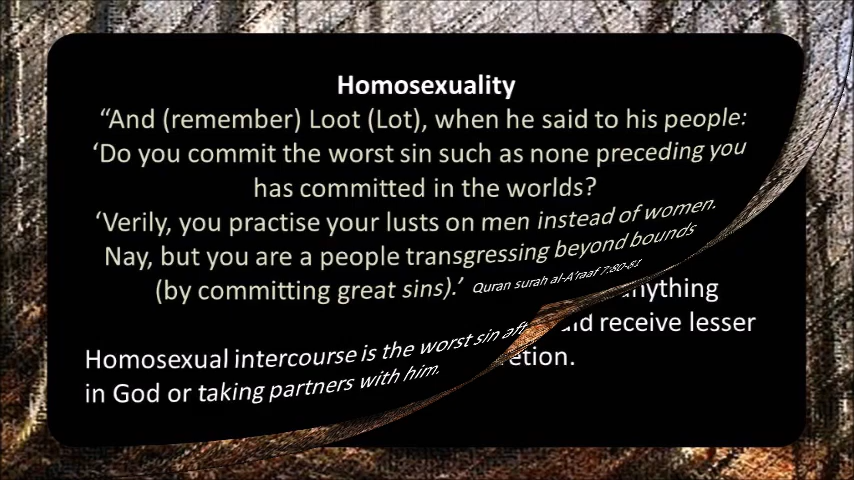 Homosexuality
“And (remember) Loot (Lot), when he said to his people:
‘Do you commit the worst sin such as none preceding you
has committed in the worlds?
‘Verily, you practise your lusts on men instead of women.
Nay, but you are a people transgressing beyond bounds
(by committing great sins).’ Quran surah al-A’raaf 7:80-81
Homosexual intercourse is the worst sin
in God or taking partners with him.
receive lesser